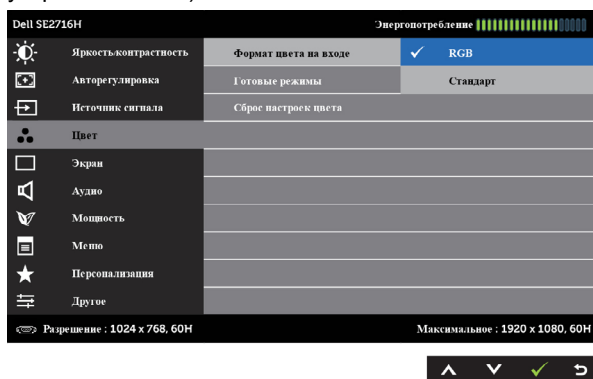 Dell SE2716H Энергопотребление
Яркость/контрастность Формат цвета на входе RGB
Авторегулировка Готовые режимы Стандарт
Источник сигнала Сброс настроек цвета
Цвет
Экран
Аудио
Мощность
Меню
Персонализация
Другое
Разрешение : 1024 x 768, 60H Максимальное : 1920 x 1080, 60H